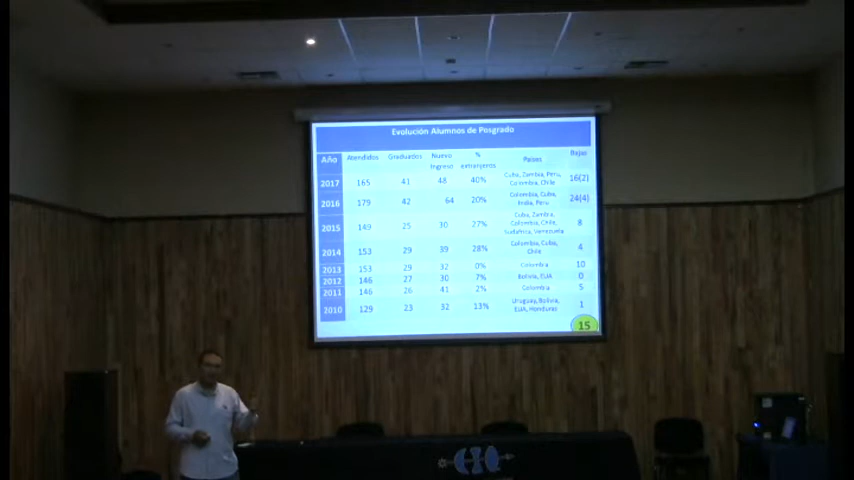 Evolución Alumnos de Posgrado
Año Atendidos Graduados Nuevo Ingreso % extranjeros Países Bajas
2017 165 41 48 40% Cuba, Zambia, Peru, Colombia, Chile 16(2)
2016 179 42 64 20% Colombia, Cuba, India, Peru 24(4)
2015 149 25 30 27% Cuba, Zambia, Colombia, Chile, Sudafrica, Venezuela 8
2014 153 29 39 28% Colombia, Cuba, Chile 4
2013 153 29 32 0% Colombia 10
2012 146 27 30 7% Bolivia, EUA 0
2011 146 26 41 2% Colombia 5
2010 129 23 32 13% Uruguay, Bolivia, EUA, Honduras 1
15
CIO